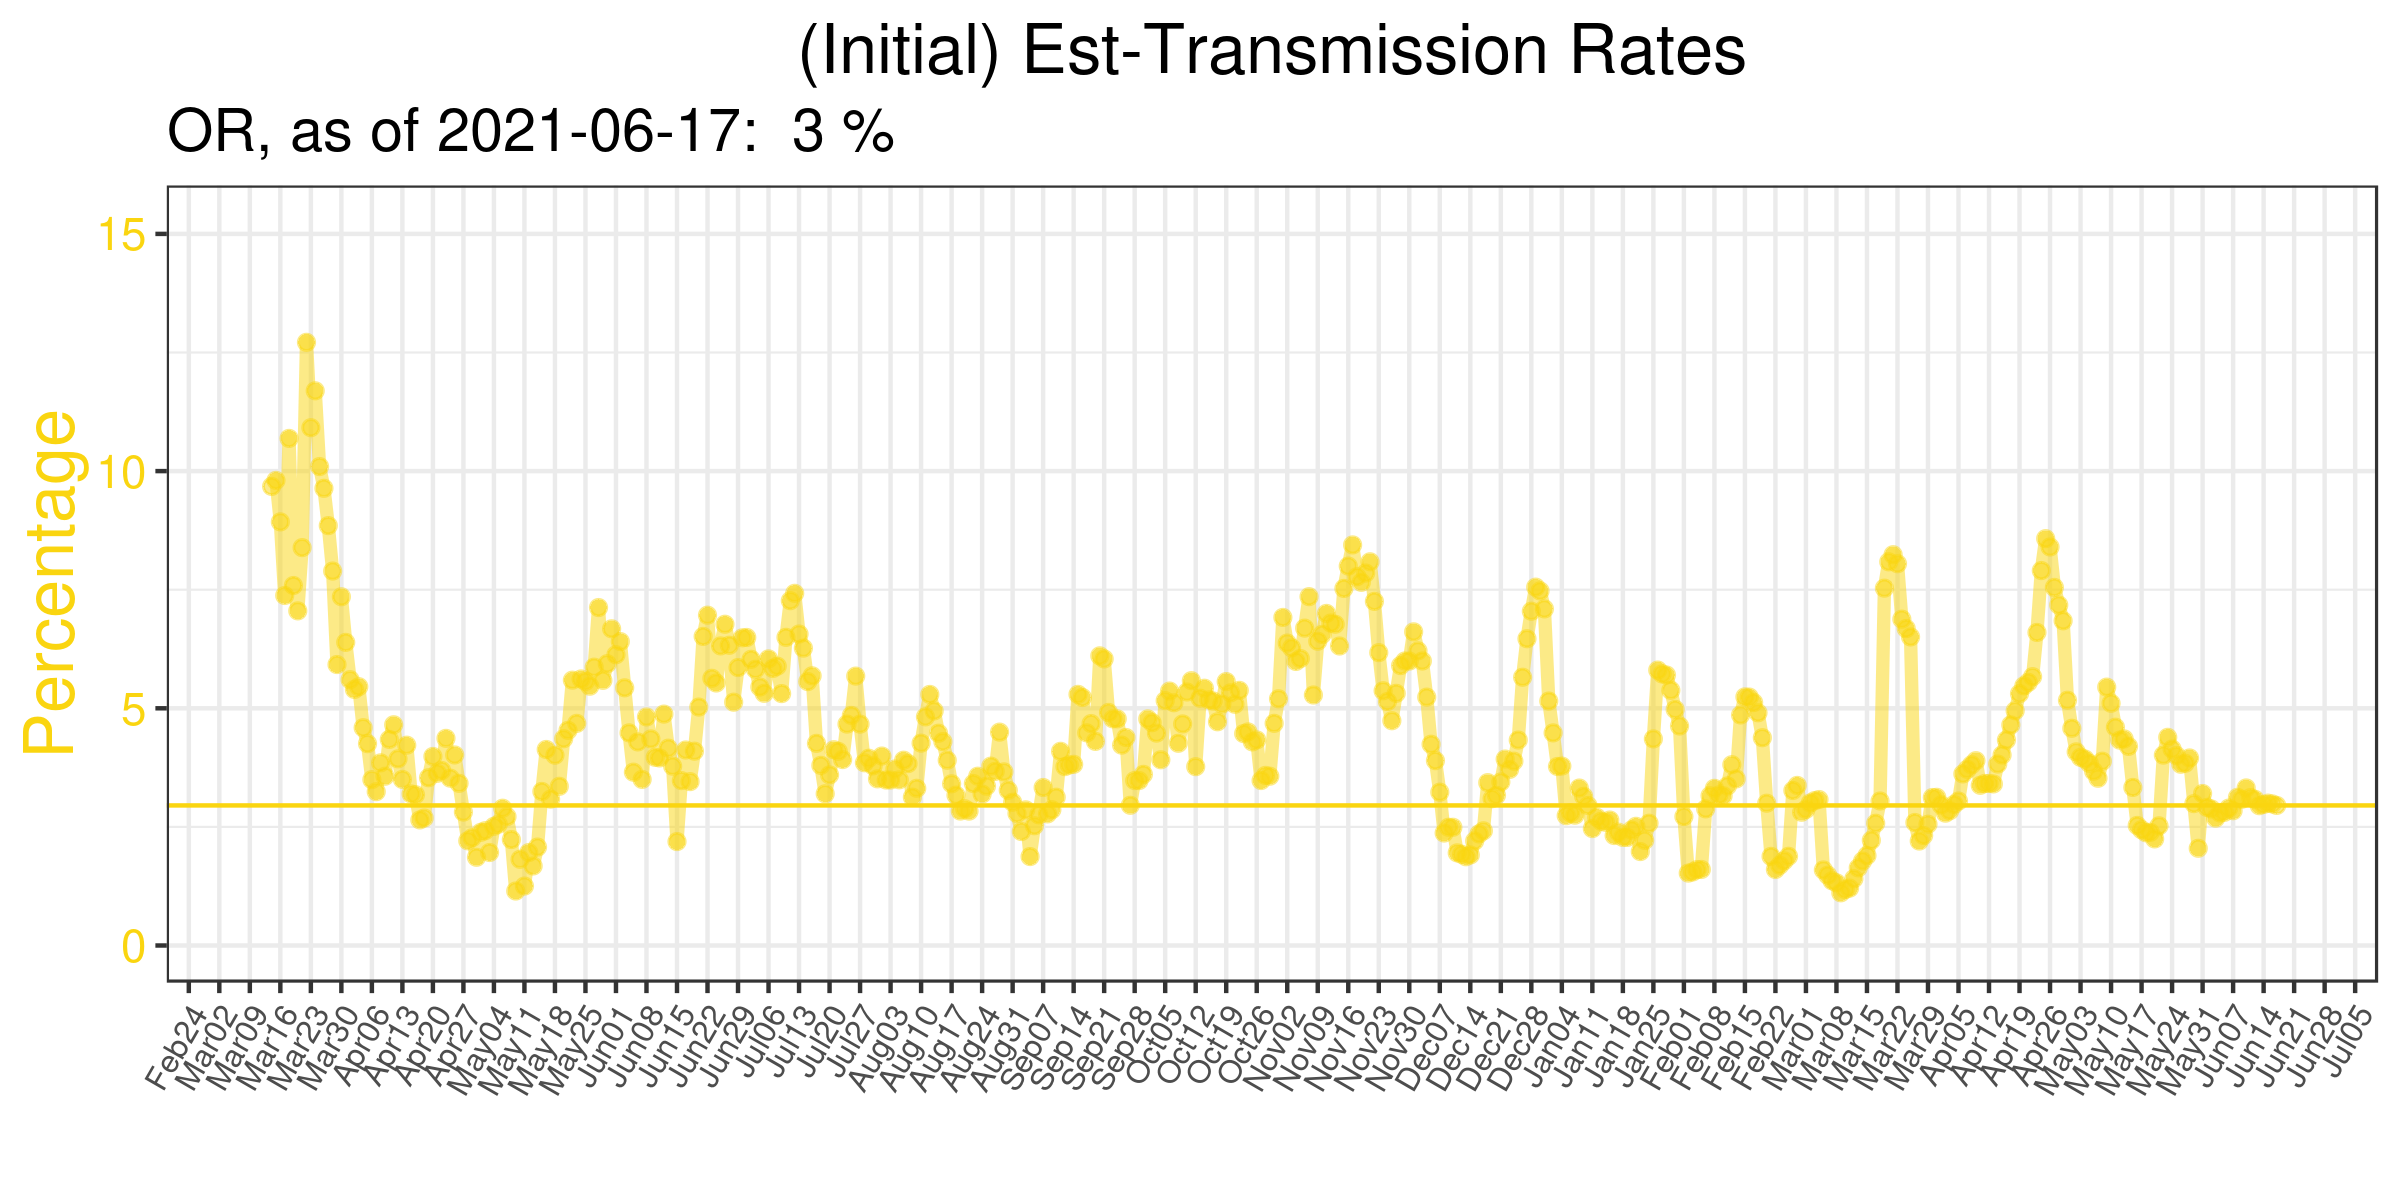 (Initial) Est-Transmission Rates
OR, as of 2021-06-17:  3 %
Percentage
15
10
5
0
Feb24 Mar02 Mar09 Mar16 Mar23 Mar30 Apr06 Apr13 Apr20 Apr27 May04 May11 May18 May25 Jun01 Jun08 Jun15 Jun22 Jun29 Jul06 Jul13 Jul20 Jul27 Aug03 Aug10 Aug17 Aug24 Aug31 Sep07 Sep14 Sep21 Sep28 Oct05 Oct12 Oct19 Oct26 Nov02 Nov09 Nov16 Nov23 Nov30 Dec07 Dec14 Dec21 Dec28 Jan04 Jan11 Jan18 Jan25 Feb01 Feb08 Feb15 Feb22 Mar01 Mar08 Mar15 Mar22 Mar29 Apr05 Apr12 Apr19 Apr26 May03 May10 May17 May24 May31 Jun07 Jun14 Jun21 Jun28 Jul05